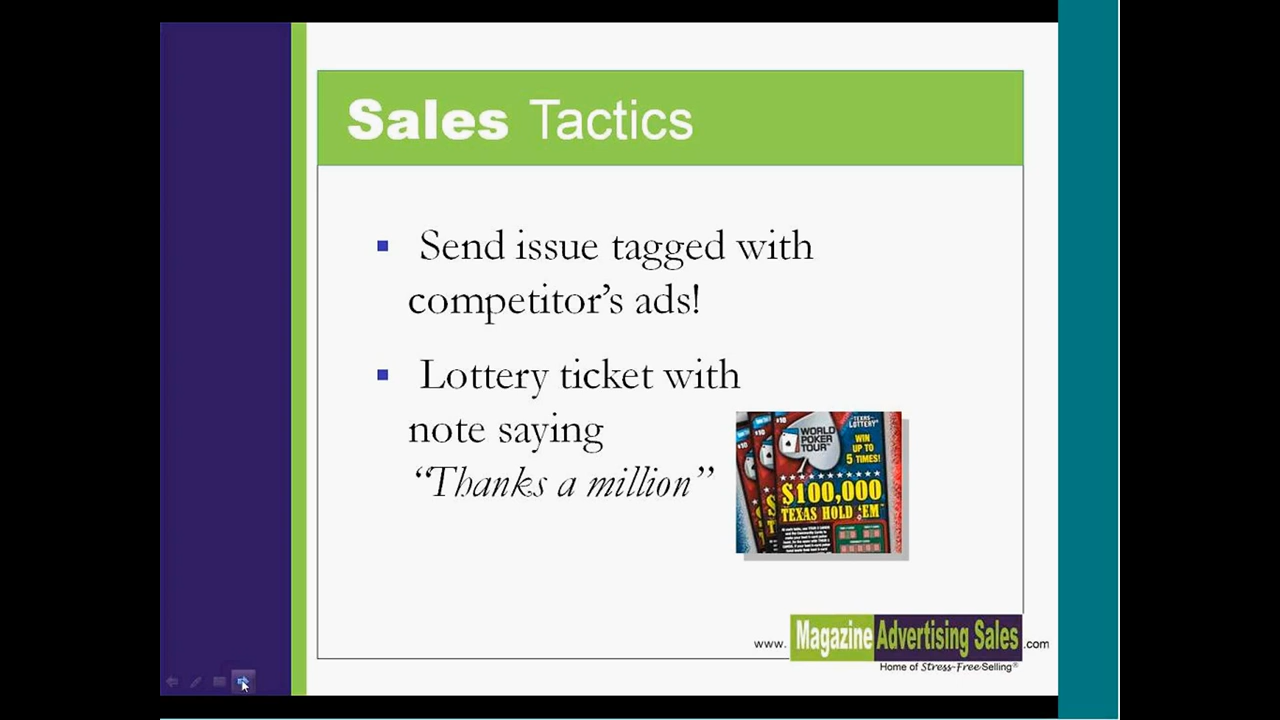 Sales Tactics
Send issue tagged with
competitor's ads!
Lottery ticket with
note saying
“Thanks a million”
TEXAS
LOTTERY
WORLD
POKER
TOUR
WIN
UP TO
5 TIMES!
$100,000
TEXAS HOLD 'EM
www. Magazine Advertising Sales .com
Home of Stress-Free Selling®